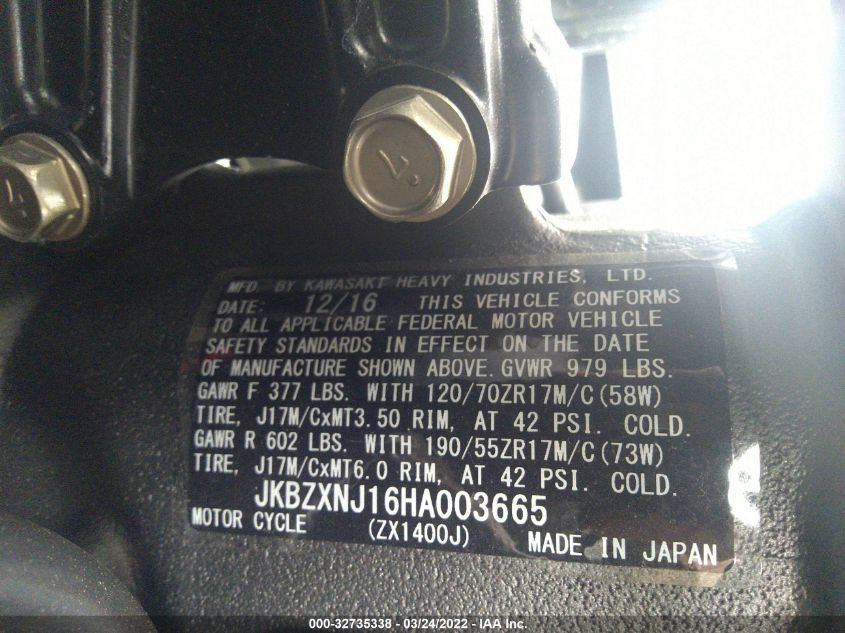 MFD. BY KAWASAKI HEAVY INDUSTRIES, LTD.
DATE: 12/16 THIS VEHICLE CONFORMS
TO ALL APPLICABLE FEDERAL MOTOR VEHICLE
SAFETY STANDARDS IN EFFECT ON THE DATE
OF MANUFACTURE SHOWN ABOVE. GVWR 979 LBS.
GAWR F 377 LBS. WITH 120/70ZR17M/C(58W)
TIRE, J17M/CxMT3.50 RIM, AT 42 PSI. COLD.
GAWR R 602 LBS. WITH 190/55ZR17M/C(73W)
TIRE, J17M/CxMT6.0 RIM, AT 42 PSI. COLD.
JKBZXNJ16HA003665
MOTOR CYCLE (ZX1400J) MADE IN JAPAN
000-32735338 - 03/24/2022 - IAA Inc.